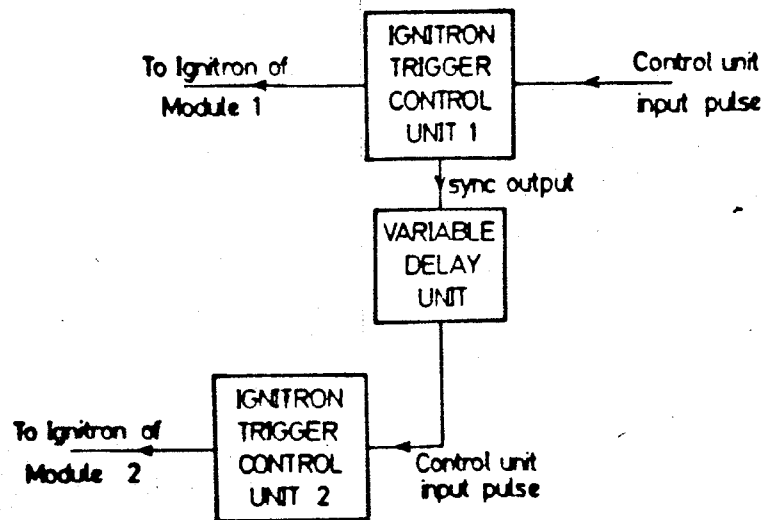 To Ignitron of
Module 1
IGNITRON
TRIGGER
CONTROL
UNIT 1
Control unit
input pulse
sync output
VARIABLE
DELAY
UNIT
To Ignitron of
Module 2
IGNITRON
TRIGGER
CONTROL
UNIT 2
Control unit
input pulse